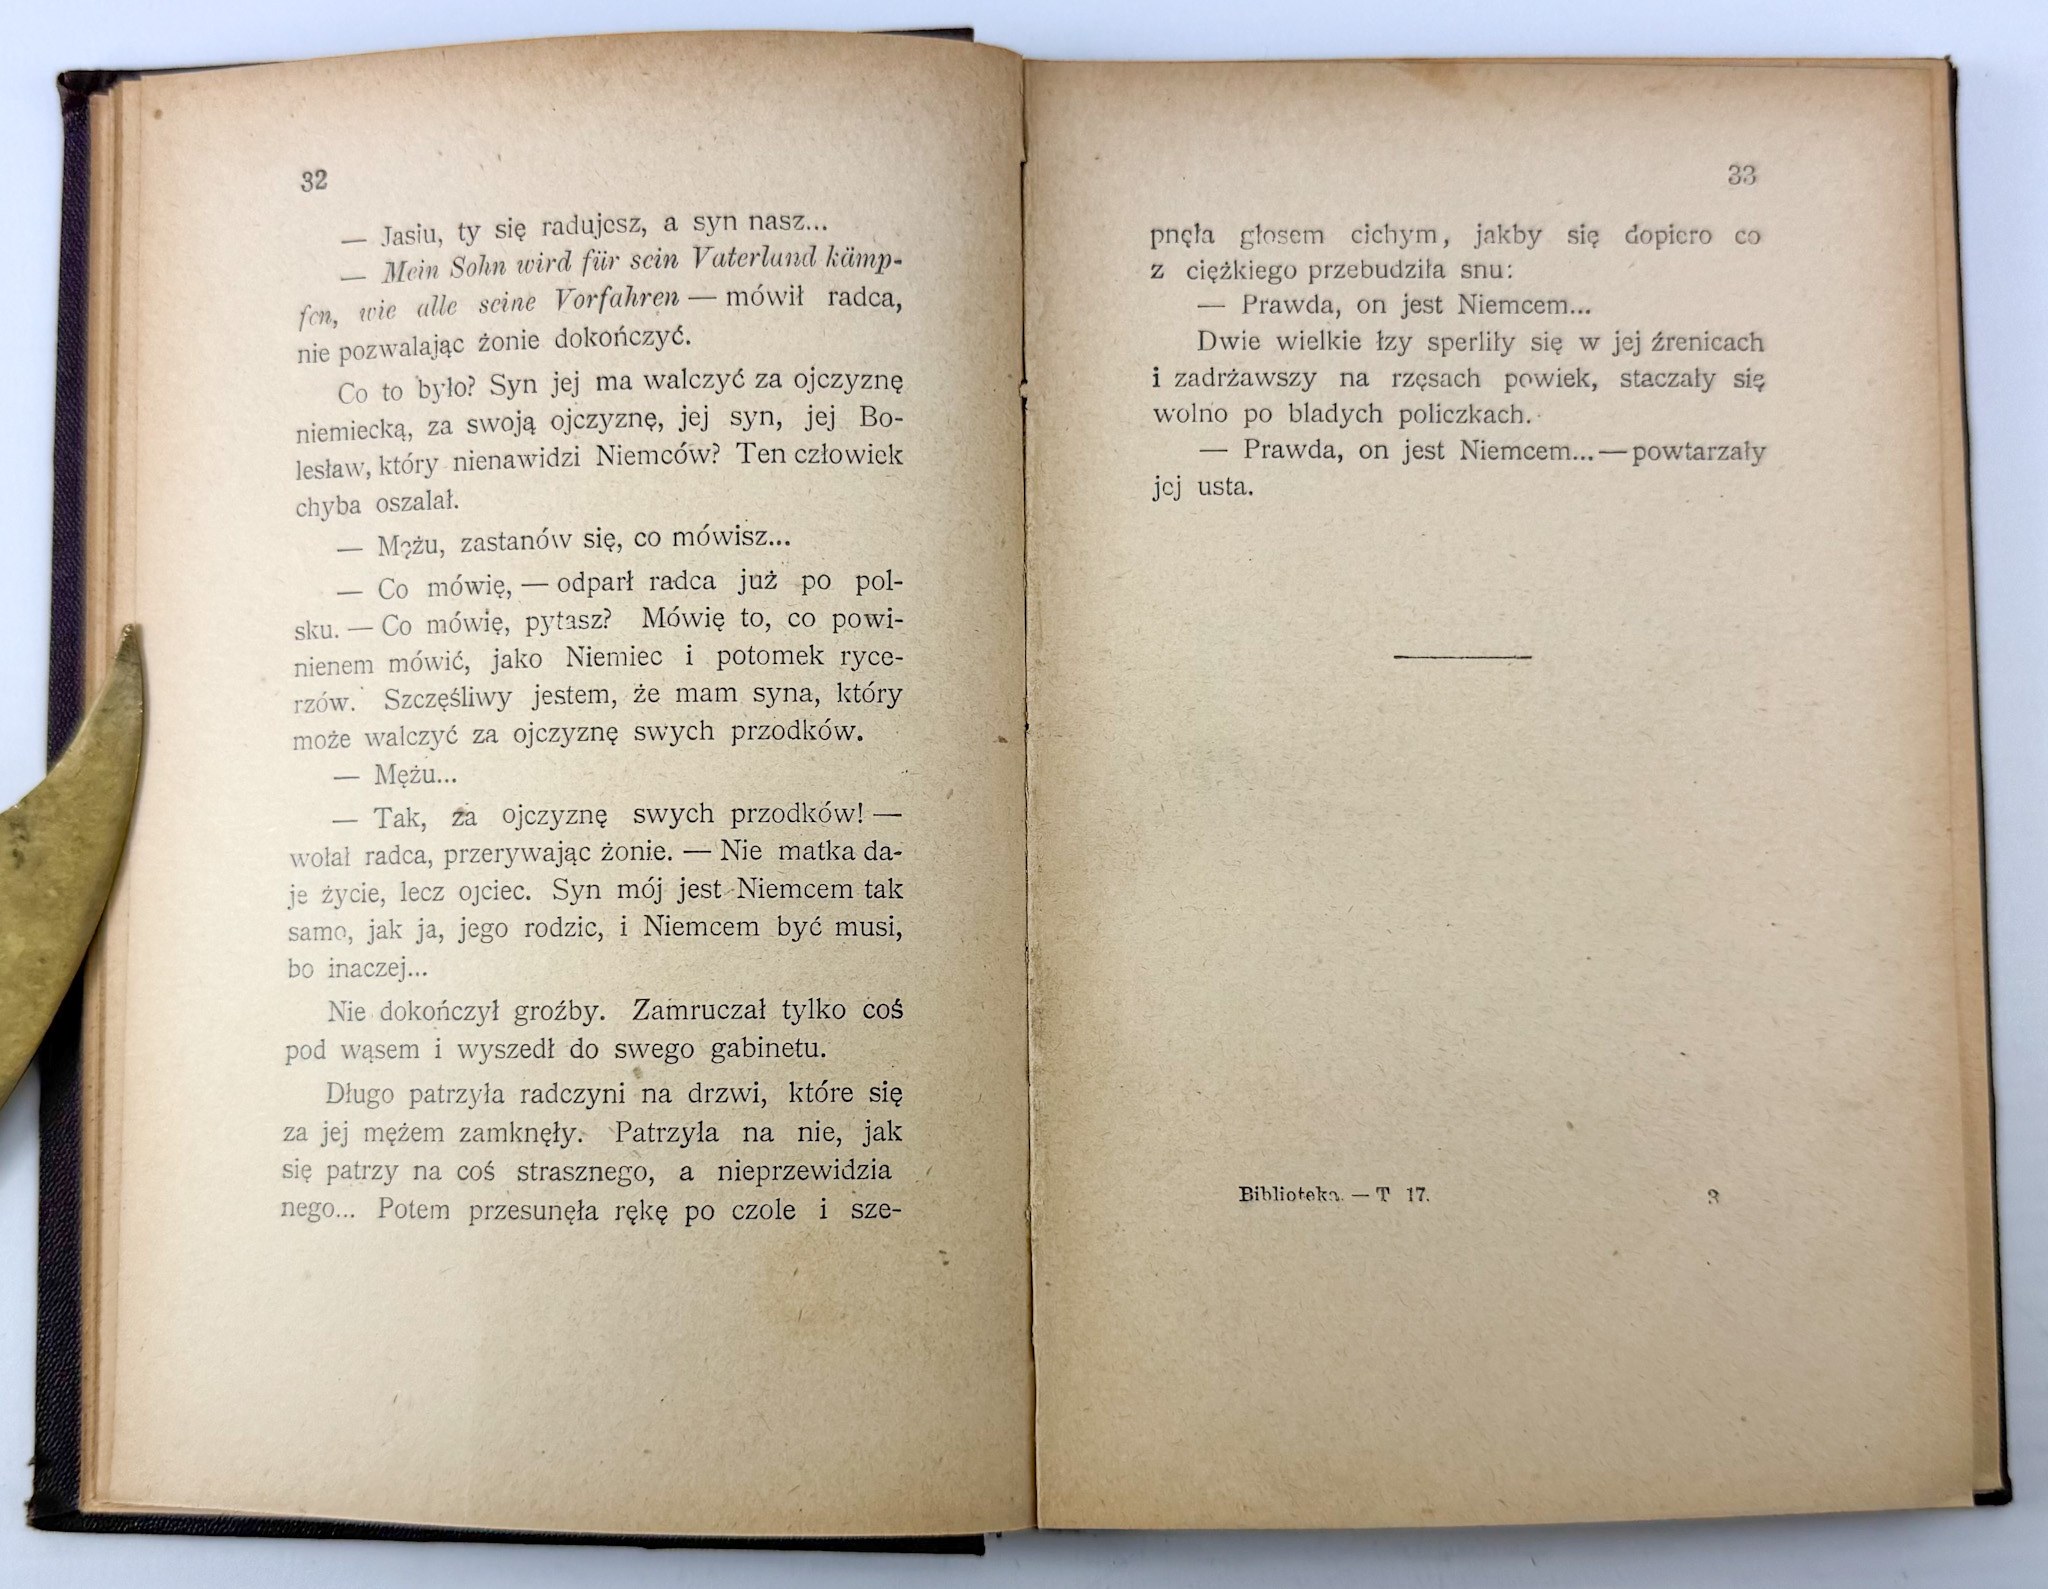 32
— Jasiu, ty się radujesz, a syn nasz...
— Mein Sohn wird für sein Vaterland kämp-
fen, wie alle seine Vorfahren — mówił radca,
nie pozwalając żonie dokończyć.
Co to było? Syn jej ma walczyć za ojczyznę
niemiecką, za swoją ojczyznę, jej syn, jej Bo-
lesław, który nienawidzi Niemców? Ten człowiek
chyba oszalał.
— Mężu, zastanów się, co mówisz...
— Co mówię, — odparł radca już po pol-
sku. — Co mówię, pytasz? Mówię to, co powi-
nienem mówić, jako Niemiec i potomek ryce-
rzów. Szczęśliwy jestem, że mam syna, który
może walczyć za ojczyznę swych przodków.
— Mężu...
— Tak, za ojczyznę swych przodków! —
wołał radca, przerywając żonie. — Nie matka da-
je życie, lecz ojciec. Syn mój jest Niemcem tak
samo, jak ja, jego rodzic, i Niemcem być musi,
bo inaczej...
Nie dokończył groźby. Zamruczał tylko coś
pod wąsem i wyszedł do swego gabinetu.
Długo patrzyła radczyni na drzwi, które się
za jej mężem zamknęły. Patrzyła na nie, jak
się patrzy na coś strasznego, a nieprzewidzia
nego... Potem przesunęła rękę po czole i sze-
33
pnęła głosem cichym, jakby się dopiero co
z ciężkiego przebudziła snu:
— Prawda, on jest Niemcem...
Dwie wielkie łzy sperliły się w jej źrenicach
i zadrżawszy na rzęsach powiek, staczały się
wolno po bladych policzkach.
— Prawda, on jest Niemcem... — powtarzały
jej usta.
Biblioteka. — T 17. 3